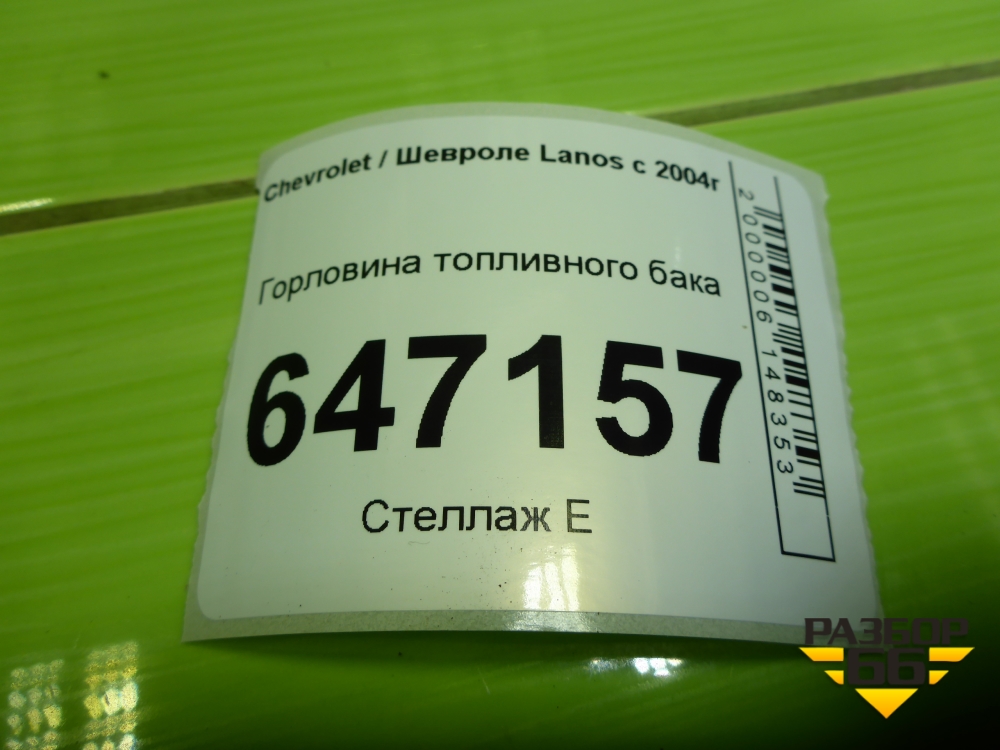 Chevrolet / Шевроле Lanos с 2004г
Горловина топливного бака
647157
Стеллаж Е
2000006148353
РАЗБОР
66